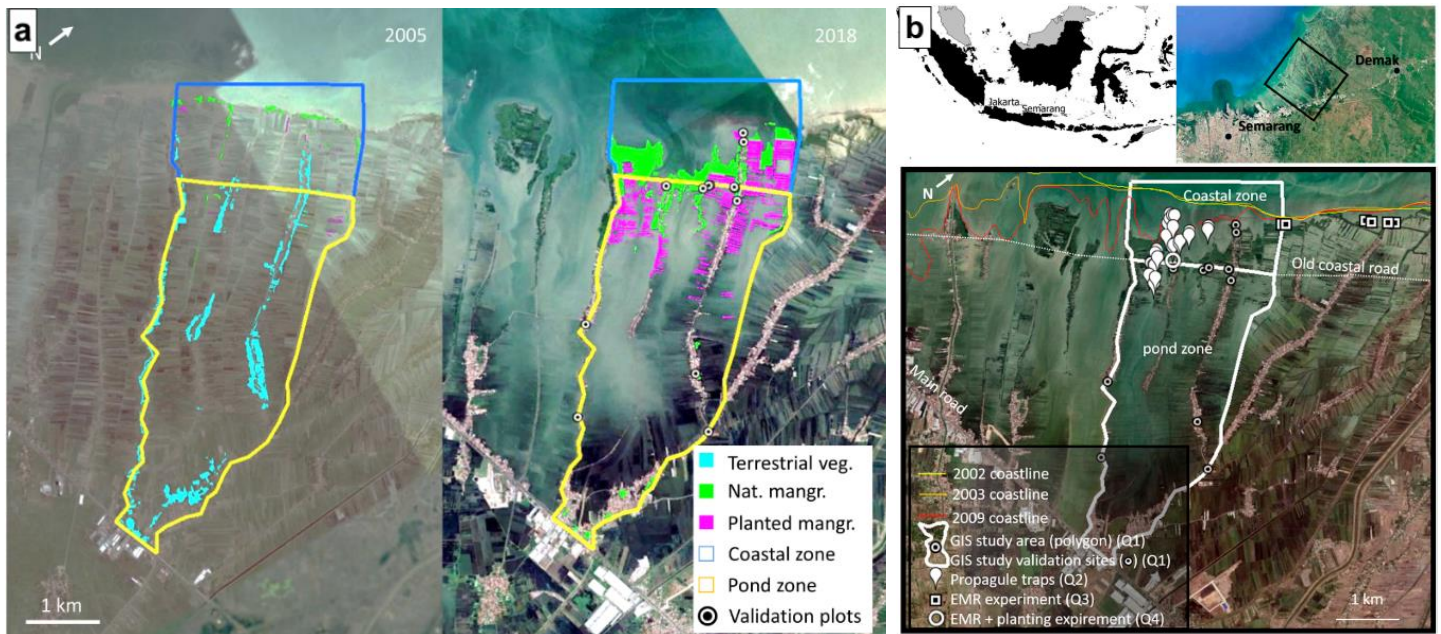 a
N
2005
2018
1 km
Terrestrial veg.
Nat. mangr.
Planted mangr.
Coastal zone
Pond zone
Validation plots
b
Jakarta
Semarang
Demak
Semarang
N
Coastal zone
Old coastal road
pond zone
Main road
2002 coastline
2003 coastline
2009 coastline
GIS study area (polygon) (Q1)
GIS study validation sites (o) (Q1)
Propagule traps (Q2)
EMR experiment (Q3)
EMR + planting expirement (Q4)
1 km